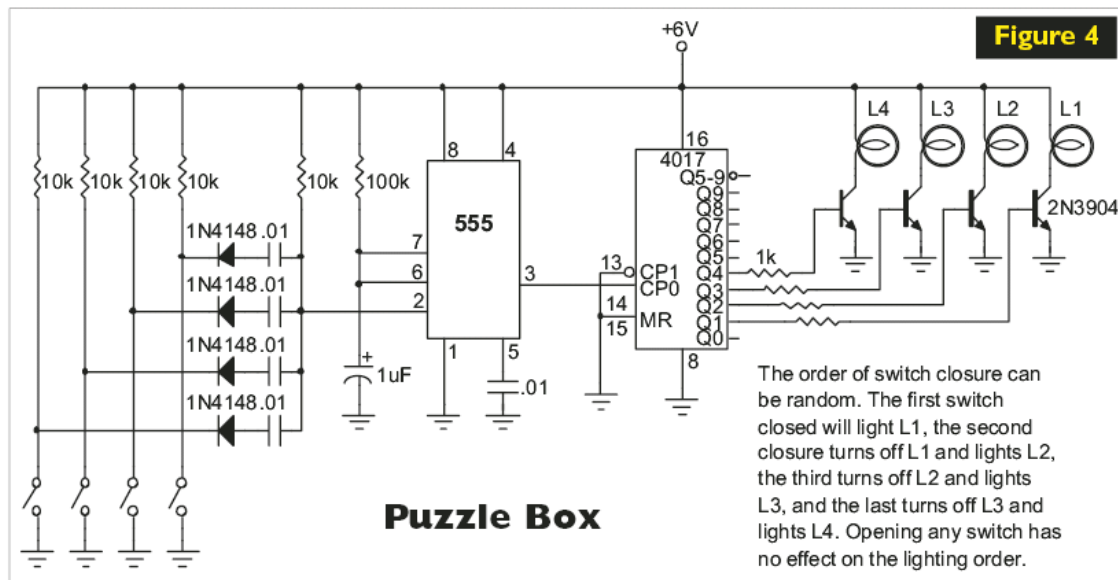 Figure 4
+6V
L4 L3 L2 L1
10k 10k 10k 10k 10k 100k
8 4
555
7
6
2
3
1 5
16
4017
Q5-9
Q9
Q8
Q7
Q6
Q5
Q4
Q3
Q2
Q1
Q0
13 CP1
CP0
14
15 MR
8
1k
2N3904
1N4148 .01
1N4148 .01
1N4148 .01
1N4148 .01
+
1uF
.01
The order of switch closure can
be random. The first switch
closed will light L1, the second
closure turns off L1 and lights L2,
the third turns off L2 and lights
L3, and the last turns off L3 and
lights L4. Opening any switch has
no effect on the lighting order.
Puzzle Box